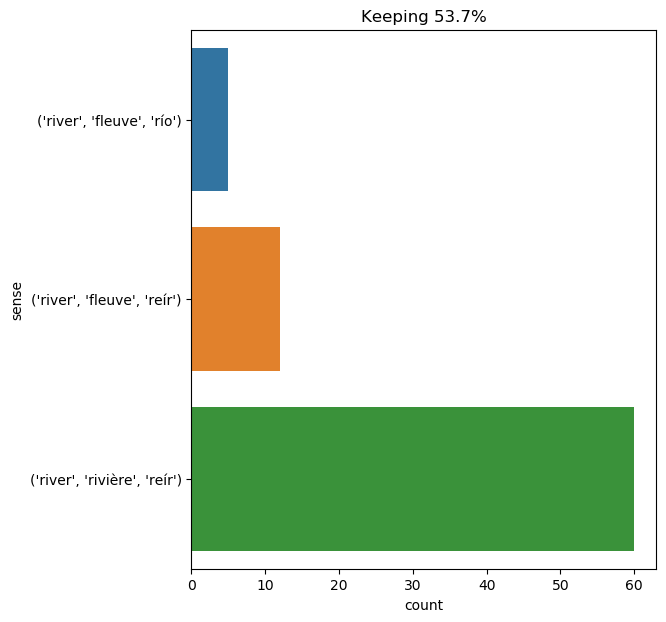 Keeping 53.7%
('river', 'fleuve', 'río')
('river', 'fleuve', 'reír')
('river', 'rivière', 'reír')
sense
0 10 20 30 40 50 60
count